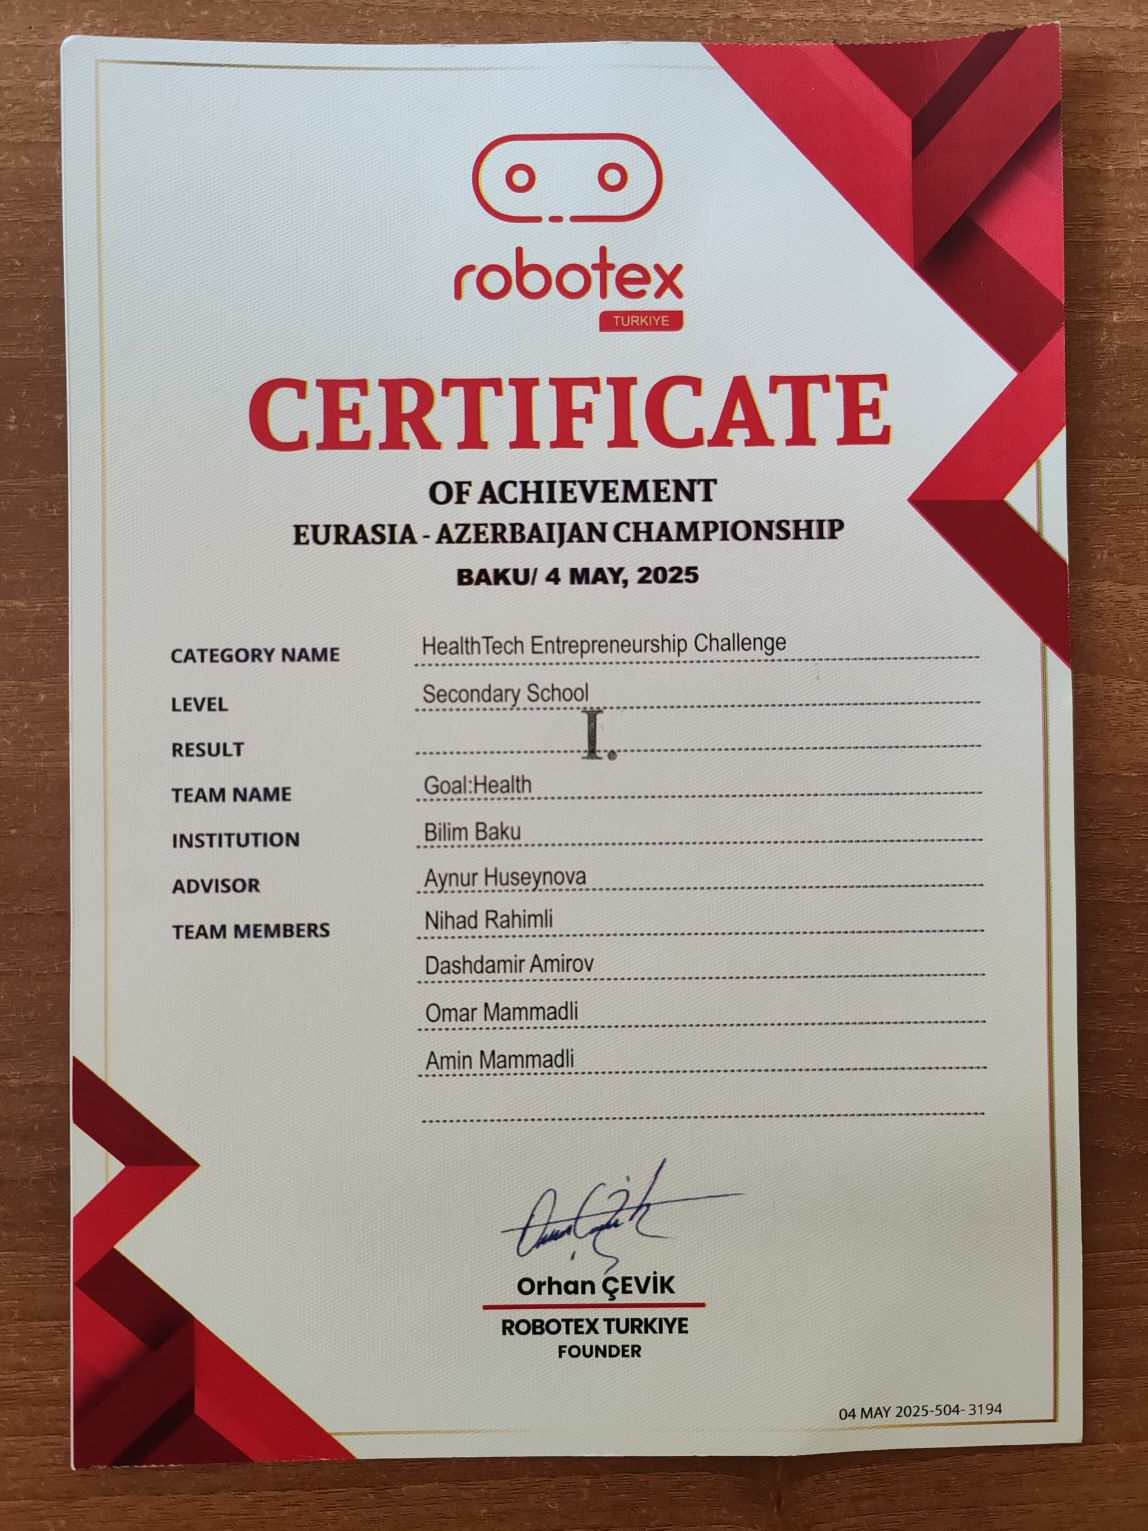 robotex
TURKIYE
CERTIFICATE
OF ACHIEVEMENT
EURASIA - AZERBAIJAN CHAMPIONSHIP
BAKU/ 4 MAY, 2025
CATEGORY NAME HealthTech Entrepreneurship Challenge
LEVEL Secondary School
RESULT I.
TEAM NAME Goal:Health
INSTITUTION Bilim Baku
ADVISOR Aynur Huseynova
TEAM MEMBERS Nihad Rahimli
Dashdamir Amirov
Omar Mammadli
Amin Mammadli
Orhan ÇEVİK
ROBOTEX TURKIYE
FOUNDER
04 MAY 2025-504- 3194